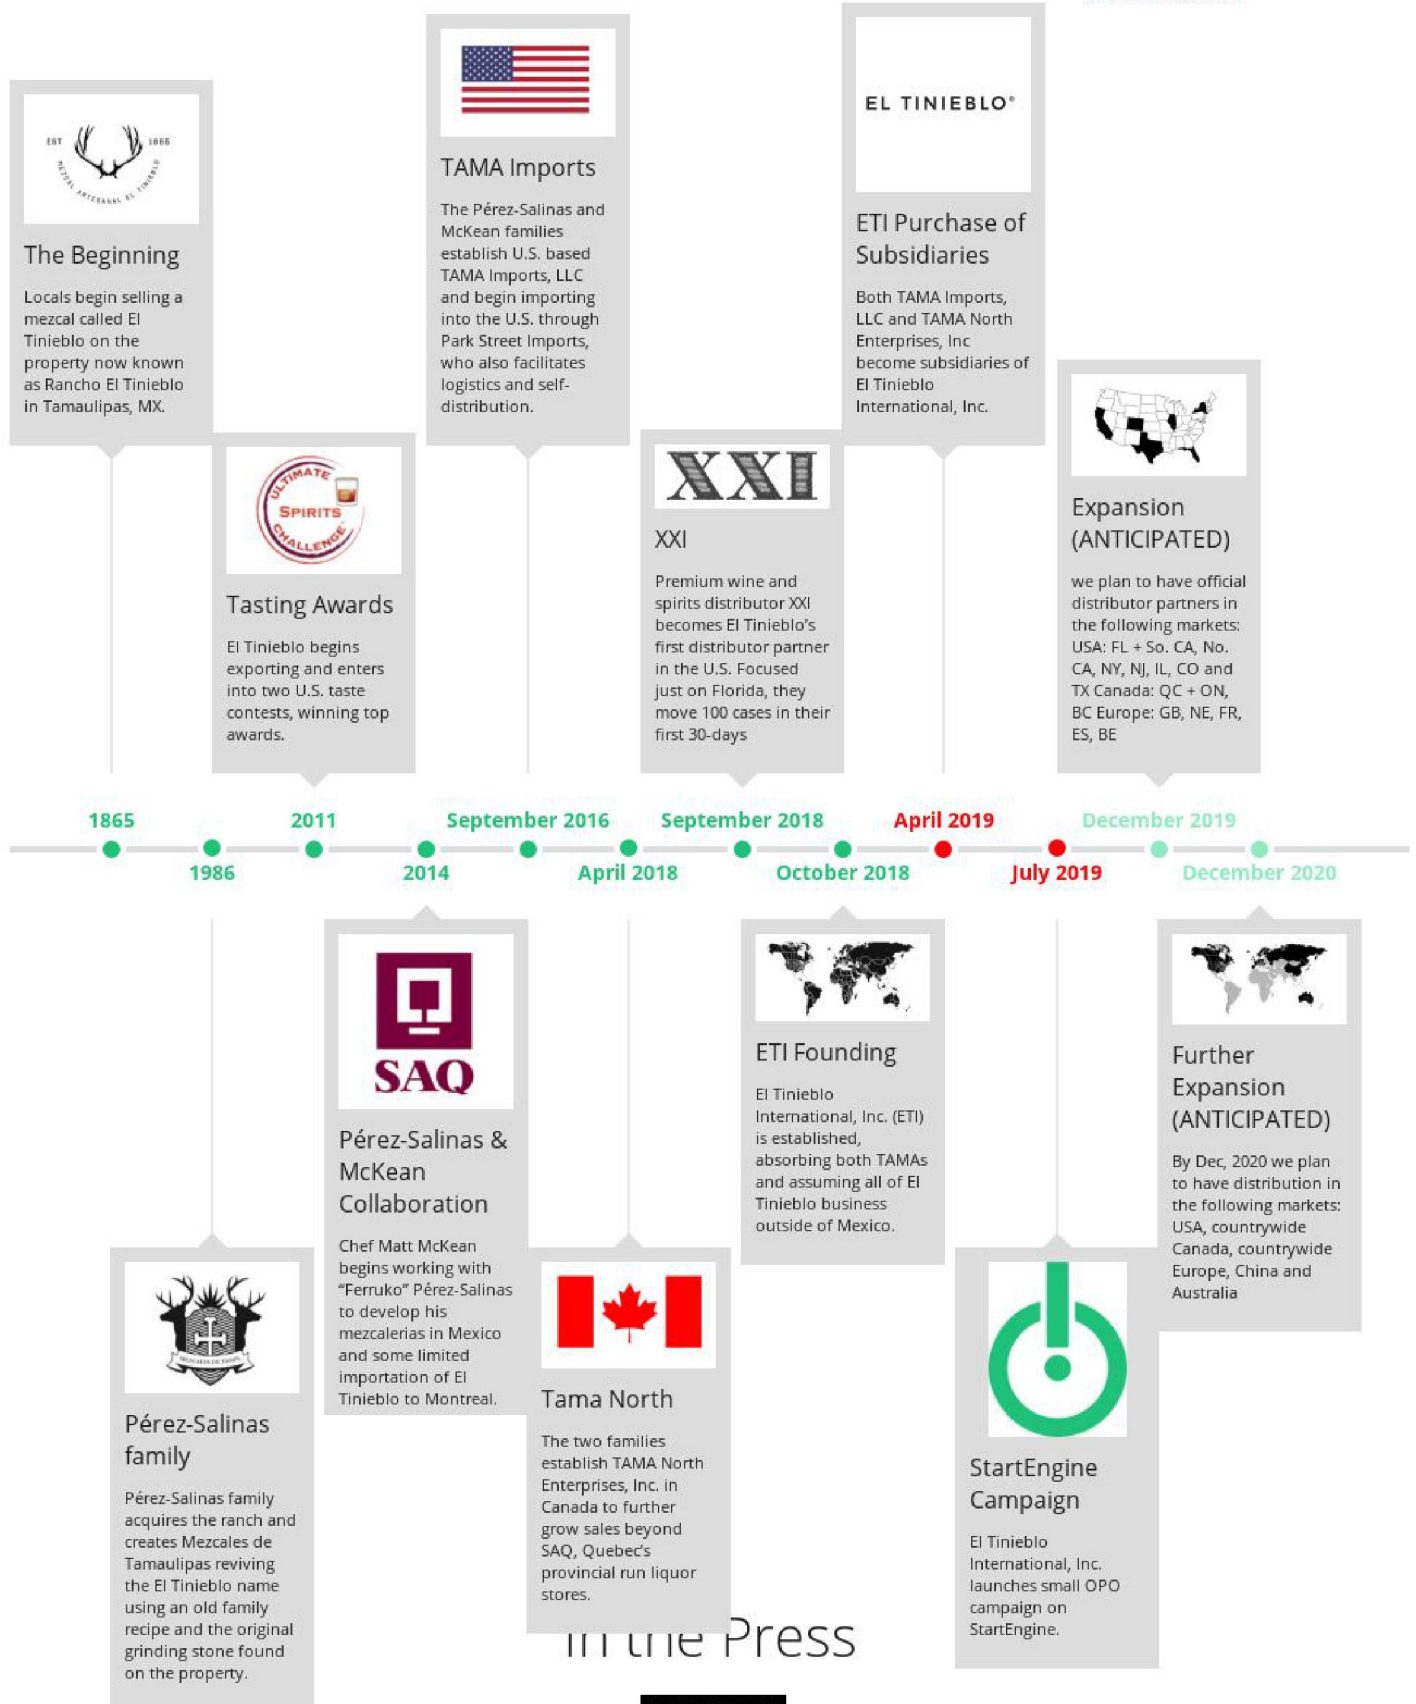 EST 1865
MEZCAL ARTESANAL EL TINIEBLO
The Beginning
Locals begin selling a
mezcal called El
Tinieblo on the
property now known
as Rancho El Tinieblo
in Tamaulipas, MX.
ULTIMATE
SPIRITS
CHALLENGE
Tasting Awards
El Tinieblo begins
exporting and enters
into two U.S. taste
contests, winning top
awards.
TAMA Imports
The Pérez-Salinas and
McKean families
establish U.S. based
TAMA Imports, LLC
and begin importing
into the U.S. through
Park Street Imports,
who also facilitates
logistics and self-
distribution.
XXI
XXI
Premium wine and
spirits distributor XXI
becomes El Tinieblo’s
first distributor partner
in the U.S. Focused
just on Florida, they
move 100 cases in their
first 30-days
EL TINIEBLO®
ETI Purchase of
Subsidiaries
Both TAMA Imports,
LLC and TAMA North
Enterprises, Inc
become subsidiaries of
El Tinieblo
International, Inc.
Expansion
(ANTICIPATED)
we plan to have official
distributor partners in
the following markets:
USA: FL + So. CA, No.
CA, NY, NJ, IL, CO and
TX Canada: QC + ON,
BC Europe: GB, NE, FR,
ES, BE
1865
2011
September 2016
September 2018
April 2019
December 2019
1986
2014
April 2018
October 2018
July 2019
December 2020
Pérez-Salinas
family
Pérez-Salinas family
acquires the ranch and
creates Mezcales de
Tamaulipas reviving
the El Tinieblo name
using an old family
recipe and the original
grinding stone found
on the property.
SAQ
Pérez-Salinas &
McKean
Collaboration
Chef Matt McKean
begins working with
“Ferruko” Pérez-Salinas
to develop his
mezcalerias in Mexico
and some limited
importation of El
Tinieblo to Montreal.
Tama North
The two families
establish TAMA North
Enterprises, Inc. in
Canada to further
grow sales beyond
SAQ, Quebec’s
provincial run liquor
stores.
ETI Founding
El Tinieblo
International, Inc. (ETI)
is established,
absorbing both TAMAs
and assuming all of El
Tinieblo business
outside of Mexico.
StartEngine
Campaign
El Tinieblo
International, Inc.
launches small OPO
campaign on
StartEngine.
Further
Expansion
(ANTICIPATED)
By Dec, 2020 we plan
to have distribution in
the following markets:
USA, countrywide
Canada, countrywide
Europe, China and
Australia
In the Press